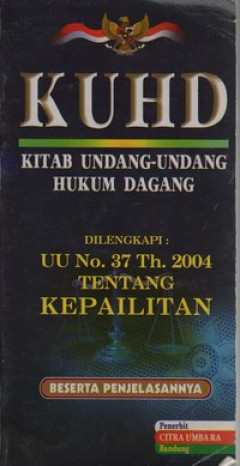 KUHD
KITAB UNDANG-UNDANG
HUKUM DAGANG
DILENGKAPI :
UU No. 37 Th. 2004
TENTANG
KEPAILITAN
BESERTA PENJELASANNYA
Penerbit
CITRA UMBARA
Bandung